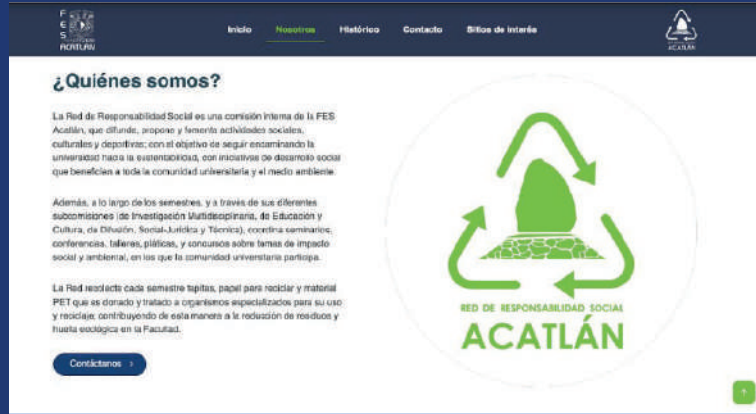 FES
ACATLÁN
Inicio Nosotros Histórico Contacto Sitios de interés
ACATLÁN
¿Quiénes somos?
La Red de Responsabilidad Social es una comisión interna de la FES
Acatlán, que difunde, propone y fomenta actividades sociales,
culturales y deportivas; con el objetivo de seguir encaminando la
universidad hacia la sustentabilidad, con iniciativas de desarrollo social
que beneficien a toda la comunidad universitaria y el medio ambiente.
Además, a lo largo de los semestres, y a través de sus diferentes
subcomisiones (de Investigación Multidisciplinaria, de Educación y
Cultura, de Difusión, Social-Jurídica y Técnica), coordina seminarios,
conferencias, talleres, pláticas, y concursos sobre temas de impacto
social y ambiental, en los que la comunidad universitaria participa.
La Red recolecta cada semestre tapitas, papel para reciclar y material
PET que es donado y tratado a organismos especializados para su uso
y reciclaje; contribuyendo de esta manera a la reducción de residuos y
huella ecológica en la Facultad.
Contáctanos
RED DE RESPONSABILIDAD SOCIAL
ACATLÁN